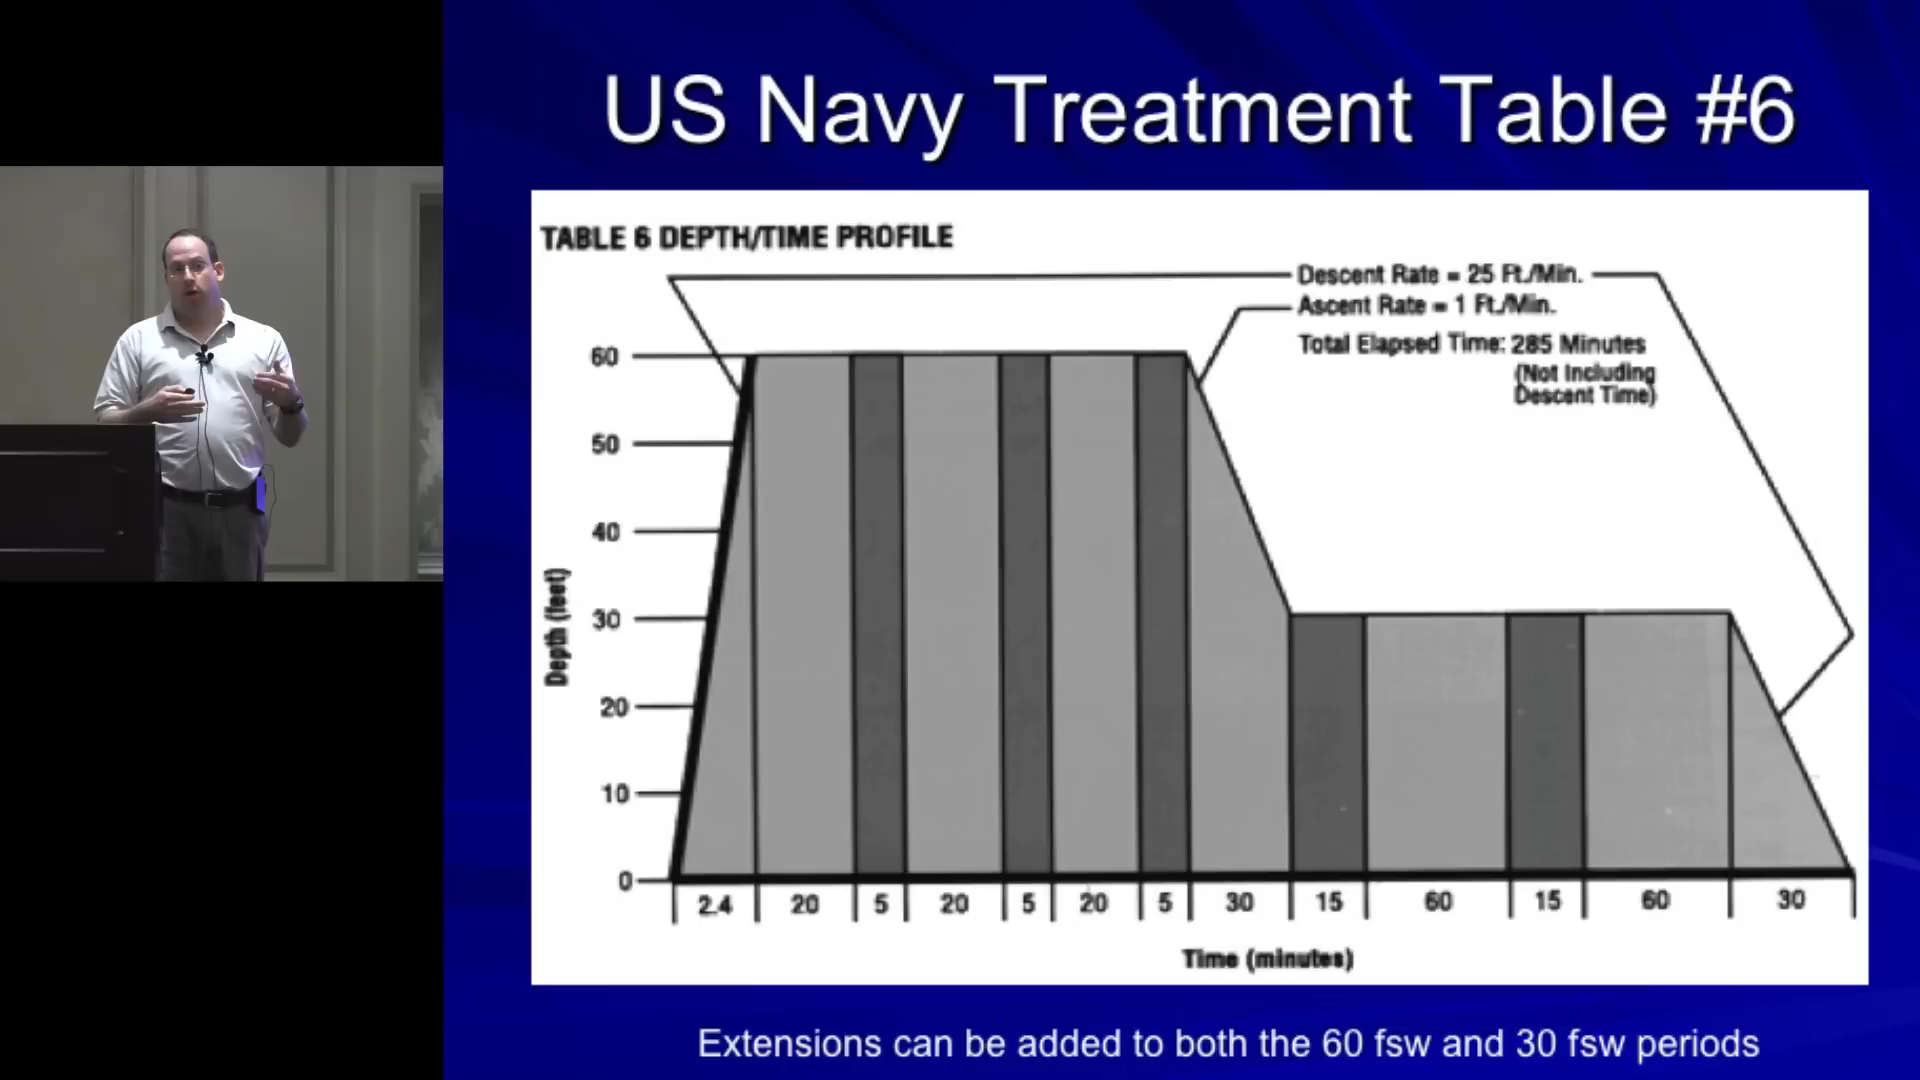 US Navy Treatment Table #6
TABLE 6 DEPTH/TIME PROFILE
Descent Rate = 25 Ft./Min.
Ascent Rate = 1 Ft./Min.
Total Elapsed Time: 285 Minutes
(Not Including
Descent Time)
60
50
40
30
20
10
0
Depth (feet)
2.4 20 5 20 5 20 5 30 15 60 15 60 30
Time (minutes)
Extensions can be added to both the 60 fsw and 30 fsw periods